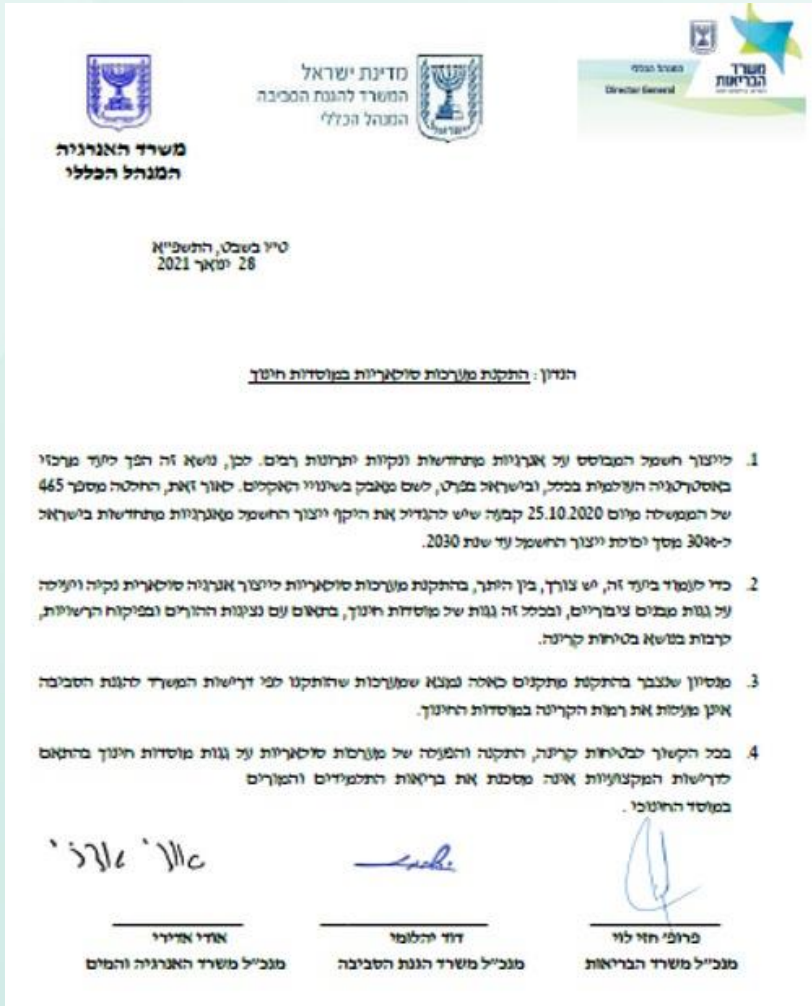 משרד הבריאות
המנהל הכללי
Director General
מדינת ישראל
המשרד להגנת הסביבה
המנהל הכללי
משרד האנרגיה
המנהל הכללי
ט״ו בשבט, התשפ״א
28 ינואר 2021
הנדון: התקנת מערכות סולאריות במוסדות חינוך
1. לייצור חשמל המבוסס על אנרגיות מתחדשות ונקיות יתרונות רבים. לכן, נושא זה הפך ליעד מרכזי
באסטרטגיה העולמית בכלל, ובישראל בפרט, לשם מאבק בשינויי האקלים. לאור זאת, החלטה מספר 465
של הממשלה מיום 25.10.2020 קבעה שיש להגדיל את היקף ייצור החשמל מאנרגיות מתחדשות בישראל
ל-30% מסך יכולת ייצור החשמל עד שנת 2030.
2. כדי לעמוד ביעד זה, יש צורך, בין היתר, בהתקנת מערכות סולאריות לייצור אנרגיה סולארית נקיה ויעילה
על גגות מבנים ציבוריים, ובכלל זה גגות של מוסדות חינוך, בתאום עם נציגות ההורים ובפיקוח הרשויות,
לרבות בנושא בטיחות קרינה.
3. מנסיון שנצבר בהתקנת מתקנים כאלה נמצא שמערכות שהותקנו לפי דרישות המשרד להגנת הסביבה
אינן מעלות את רמות הקרינה במוסדות החינוך.
4. בכל הקשור לבטיחות קרינה, התקנה והפעלה של מערכות סולאריות על גגות מוסדות חינוך בהתאם
לדרישות המקצועיות אינה מסכנת את בריאות התלמידים והמורים
במוסד החינוכי.
פרופ׳ חזי לוי
מנכ״ל משרד הבריאות
דוד יהלומי
מנכ״ל משרד הגנת הסביבה
אודי אדירי
מנכ״ל משרד האנרגיה והמים